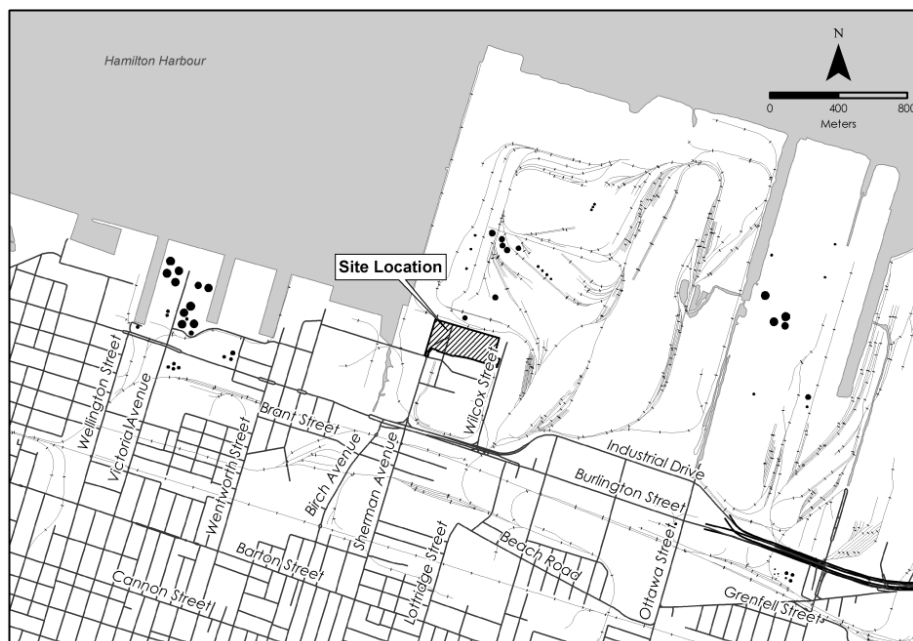 Hamilton Harbour
N
0 400 800
Meters
Site Location
Wellington Street
Victoria Avenue
Wentworth Street
Brant Street
Birch Avenue
Sherman Avenue
Wilcox Street
Industrial Drive
Burlington Street
Lottridge Street
Beach Road
Ottawa Street
Barton Street
Cannon Street
Grenfell Street